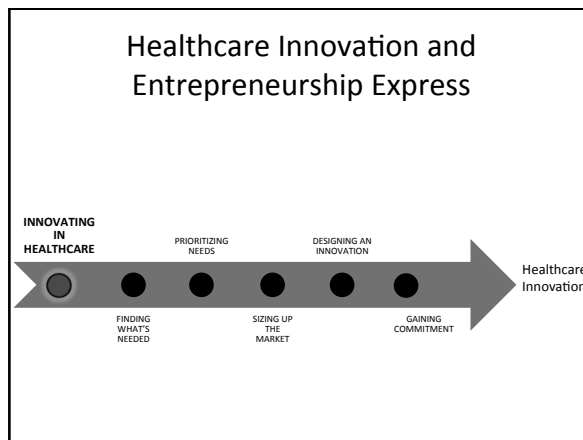 Healthcare Innovation and
Entrepreneurship Express
INNOVATING
IN
HEALTHCARE
PRIORITIZING
NEEDS
DESIGNING AN
INNOVATION
Healthcare
Innovation
FINDING
WHAT'S
NEEDED
SIZING UP
THE
MARKET
GAINING
COMMITMENT